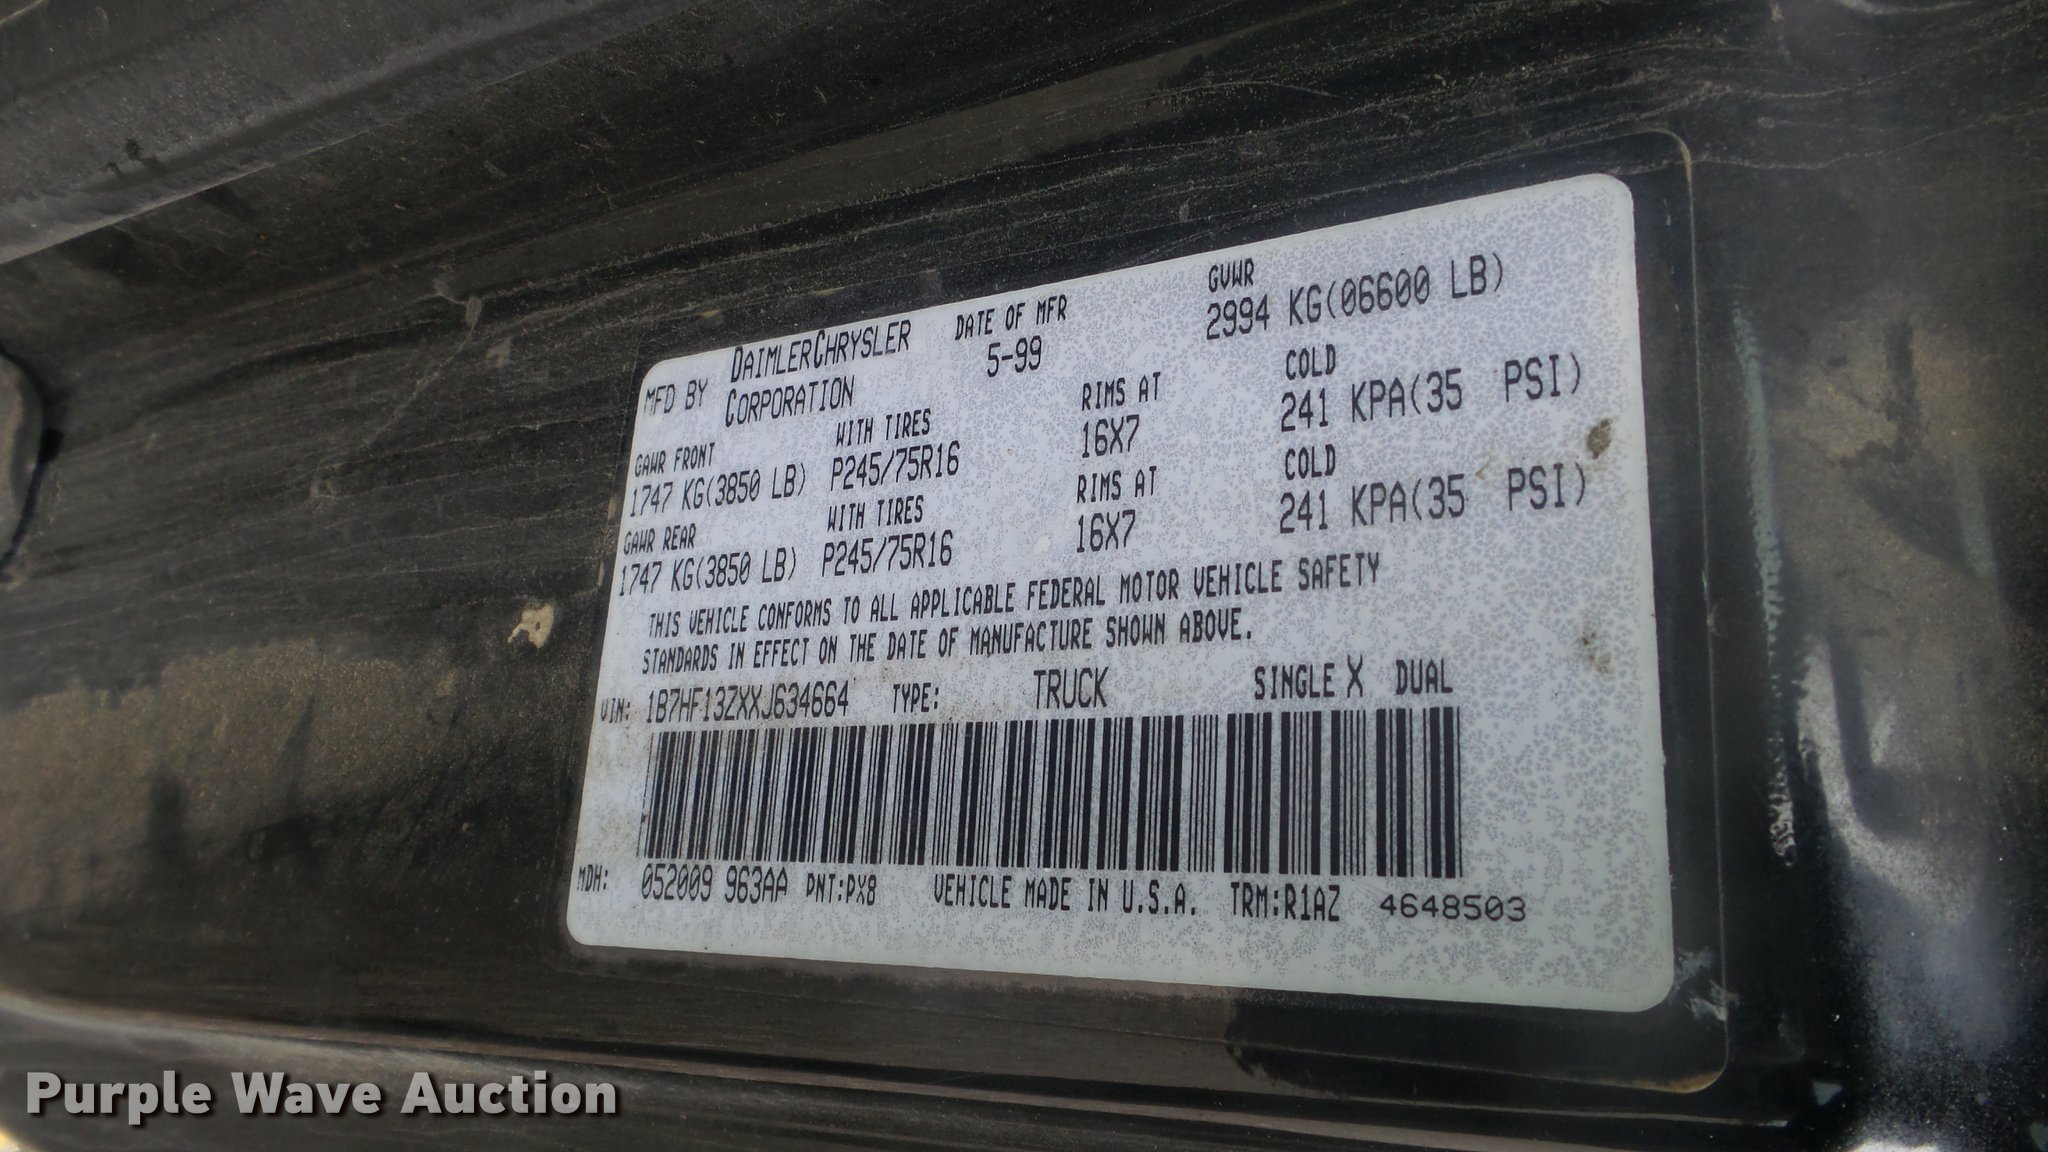 MFD BY DAIMLERCHRYSLER CORPORATION DATE OF MFR 5-99 GVWR 2994 KG(06600 LB)
GAWR FRONT WITH TIRES RIMS AT COLD
1747 KG(3850 LB) P245/75R16 16X7 241 KPA(35 PSI)
GAWR REAR WITH TIRES RIMS AT COLD
1747 KG(3850 LB) P245/75R16 16X7 241 KPA(35 PSI)
THIS VEHICLE CONFORMS TO ALL APPLICABLE FEDERAL MOTOR VEHICLE SAFETY
STANDARDS IN EFFECT ON THE DATE OF MANUFACTURE SHOWN ABOVE.
VIN: 1B7HF13ZXXJ634664 TYPE: TRUCK SINGLE X DUAL
MDH: 052009 963AA PNT:PX8 VEHICLE MADE IN U.S.A. TRM:R1AZ 4648503
Purple Wave Auction